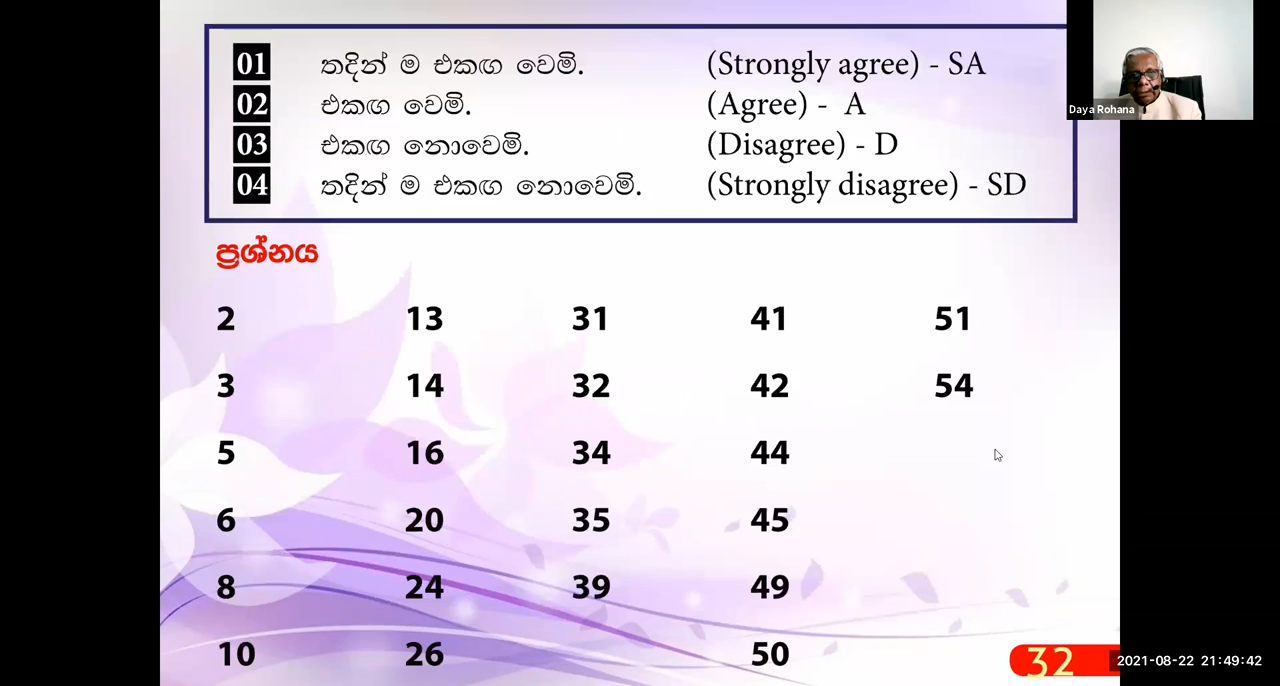 01 තදින් ම එකඟ වෙමි. (Strongly agree) - SA
02 එකඟ වෙමි. (Agree) - A
03 එකඟ නොවෙමි. (Disagree) - D
04 තදින් ම එකඟ නොවෙමි. (Strongly disagree) - SD
Daya Rohana
ප්‍රශ්නය
2 13 31 41 51
3 14 32 42 54
5 16 34 44
6 20 35 45
8 24 39 49
10 26 50
32
2021-08-22 21:49:42